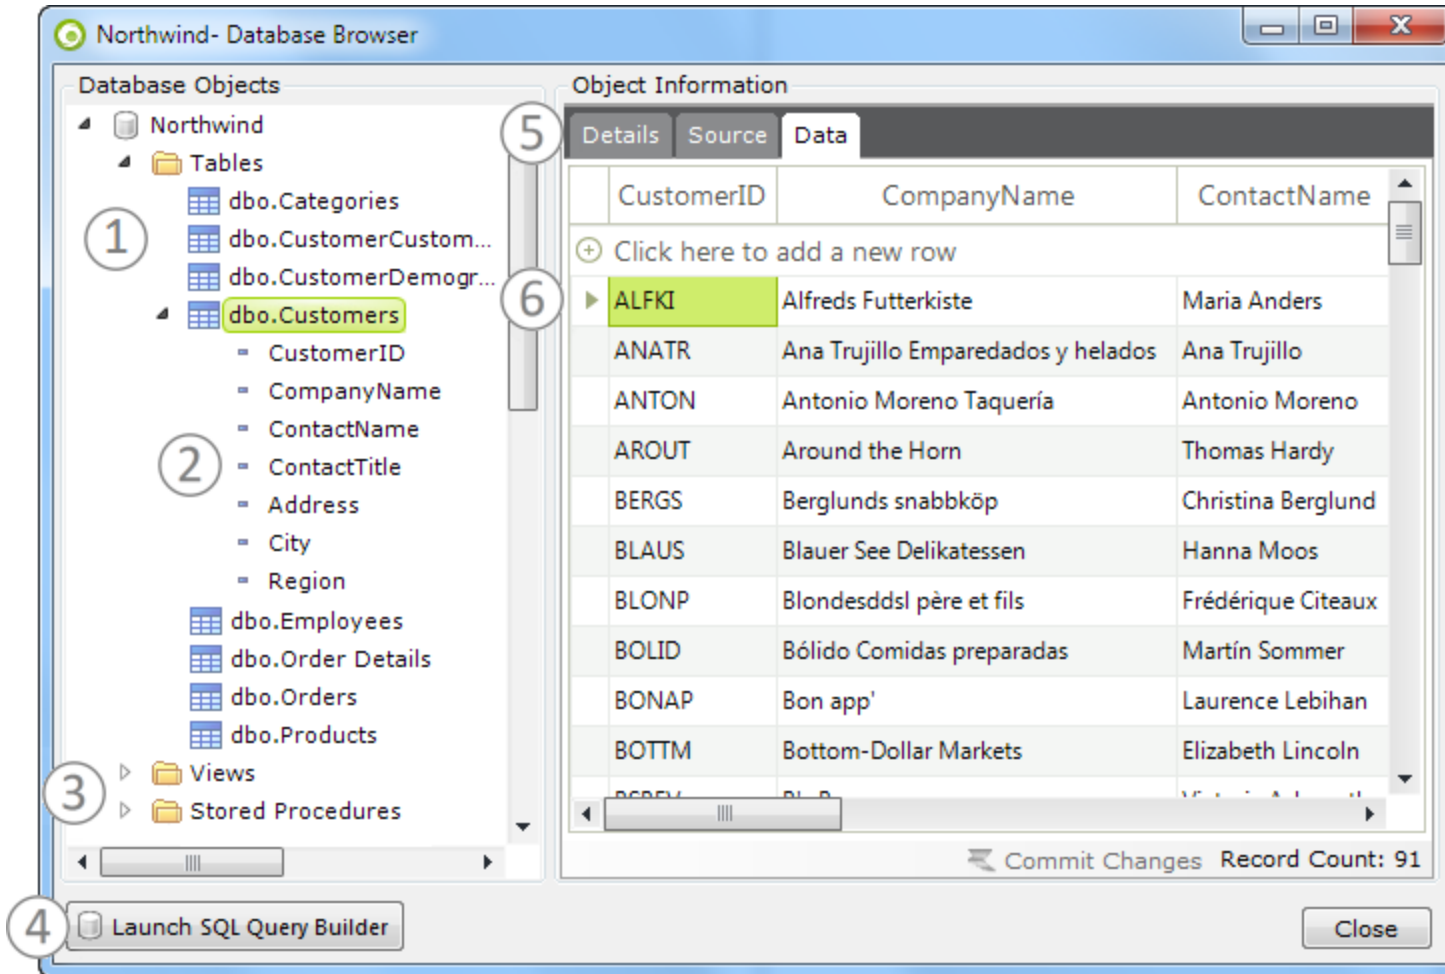 Northwind- Database Browser
Database Objects
Northwind
Tables
dbo.Categories
1
dbo.CustomerCustom...
dbo.CustomerDemogr...
dbo.Customers
CustomerID
CompanyName
ContactName
2
ContactTitle
Address
City
Region
dbo.Employees
dbo.Order Details
dbo.Orders
dbo.Products
3
Views
Stored Procedures
4
Launch SQL Query Builder
Object Information
5
Details Source Data
CustomerID CompanyName ContactName
Click here to add a new row
6
ALFKI Alfreds Futterkiste Maria Anders
ANATR Ana Trujillo Emparedados y helados Ana Trujillo
ANTON Antonio Moreno Taquería Antonio Moreno
AROUT Around the Horn Thomas Hardy
BERGS Berglunds snabbköp Christina Berglund
BLAUS Blauer See Delikatessen Hanna Moos
BLONP Blondesddsl père et fils Frédérique Citeaux
BOLID Bólido Comidas preparadas Martín Sommer
BONAP Bon app' Laurence Lebihan
BOTTM Bottom-Dollar Markets Elizabeth Lincoln
Commit Changes Record Count: 91
Close